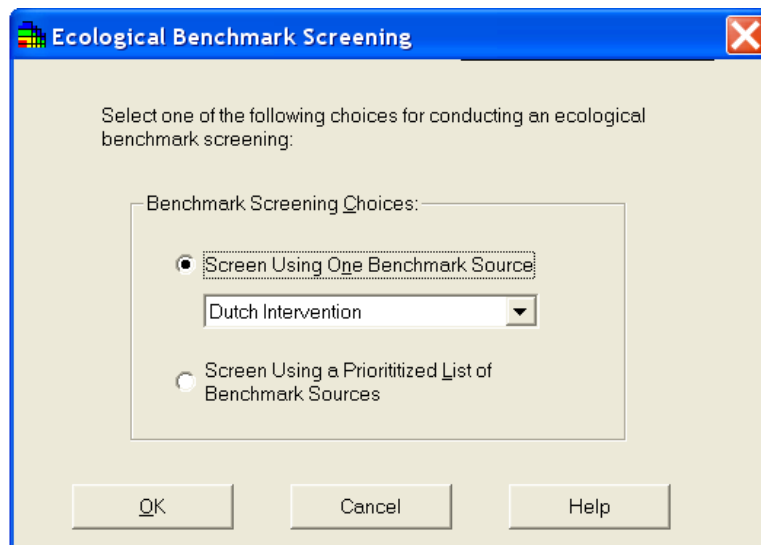 Ecological Benchmark Screening
Select one of the following choices for conducting an ecological
benchmark screening:
Benchmark Screening Choices:
Screen Using One Benchmark Source
Dutch Intervention
Screen Using a Priorititized List of
Benchmark Sources
OK
Cancel
Help